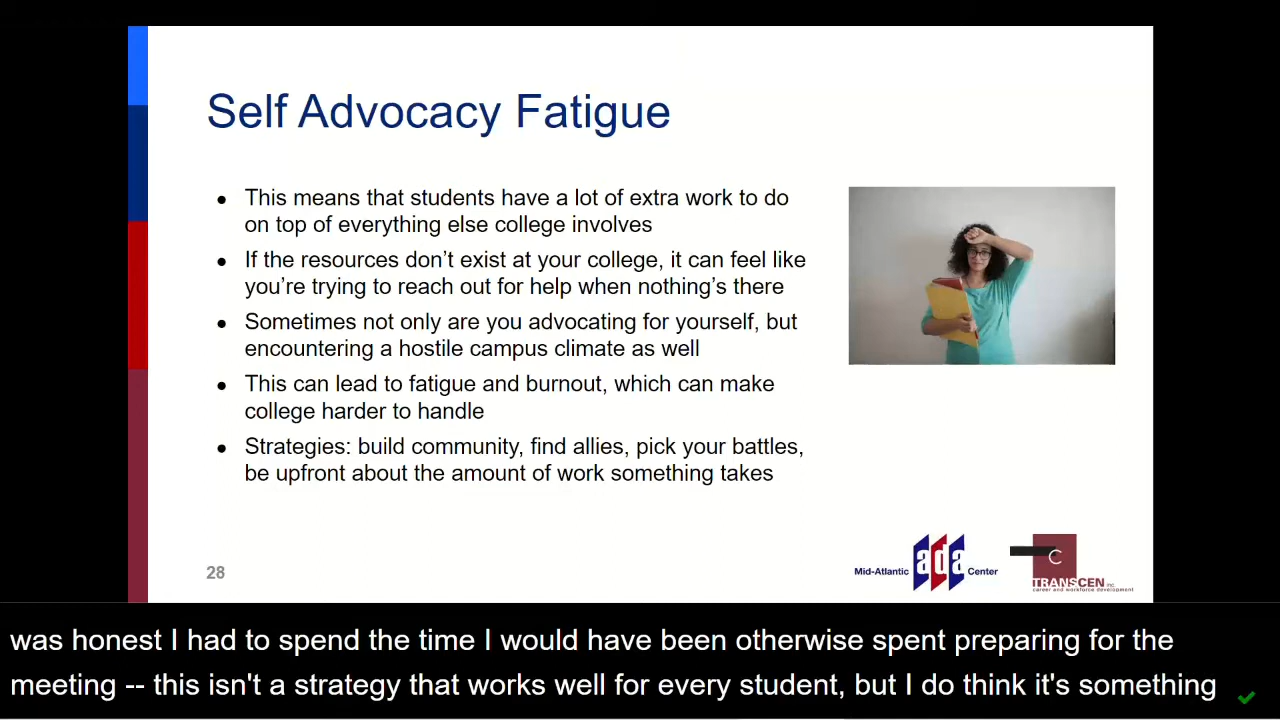 Self Advocacy Fatigue
● This means that students have a lot of extra work to do
on top of everything else college involves
● If the resources don’t exist at your college, it can feel like
you’re trying to reach out for help when nothing’s there
● Sometimes not only are you advocating for yourself, but
encountering a hostile campus climate as well
● This can lead to fatigue and burnout, which can make
college harder to handle
● Strategies: build community, find allies, pick your battles,
be upfront about the amount of work something takes
28
Mid-Atlantic ada Center
C
TRANSCEN inc.
career and workforce development
was honest I had to spend the time I would have been otherwise spent preparing for the
meeting -- this isn't a strategy that works well for every student, but I do think it's something